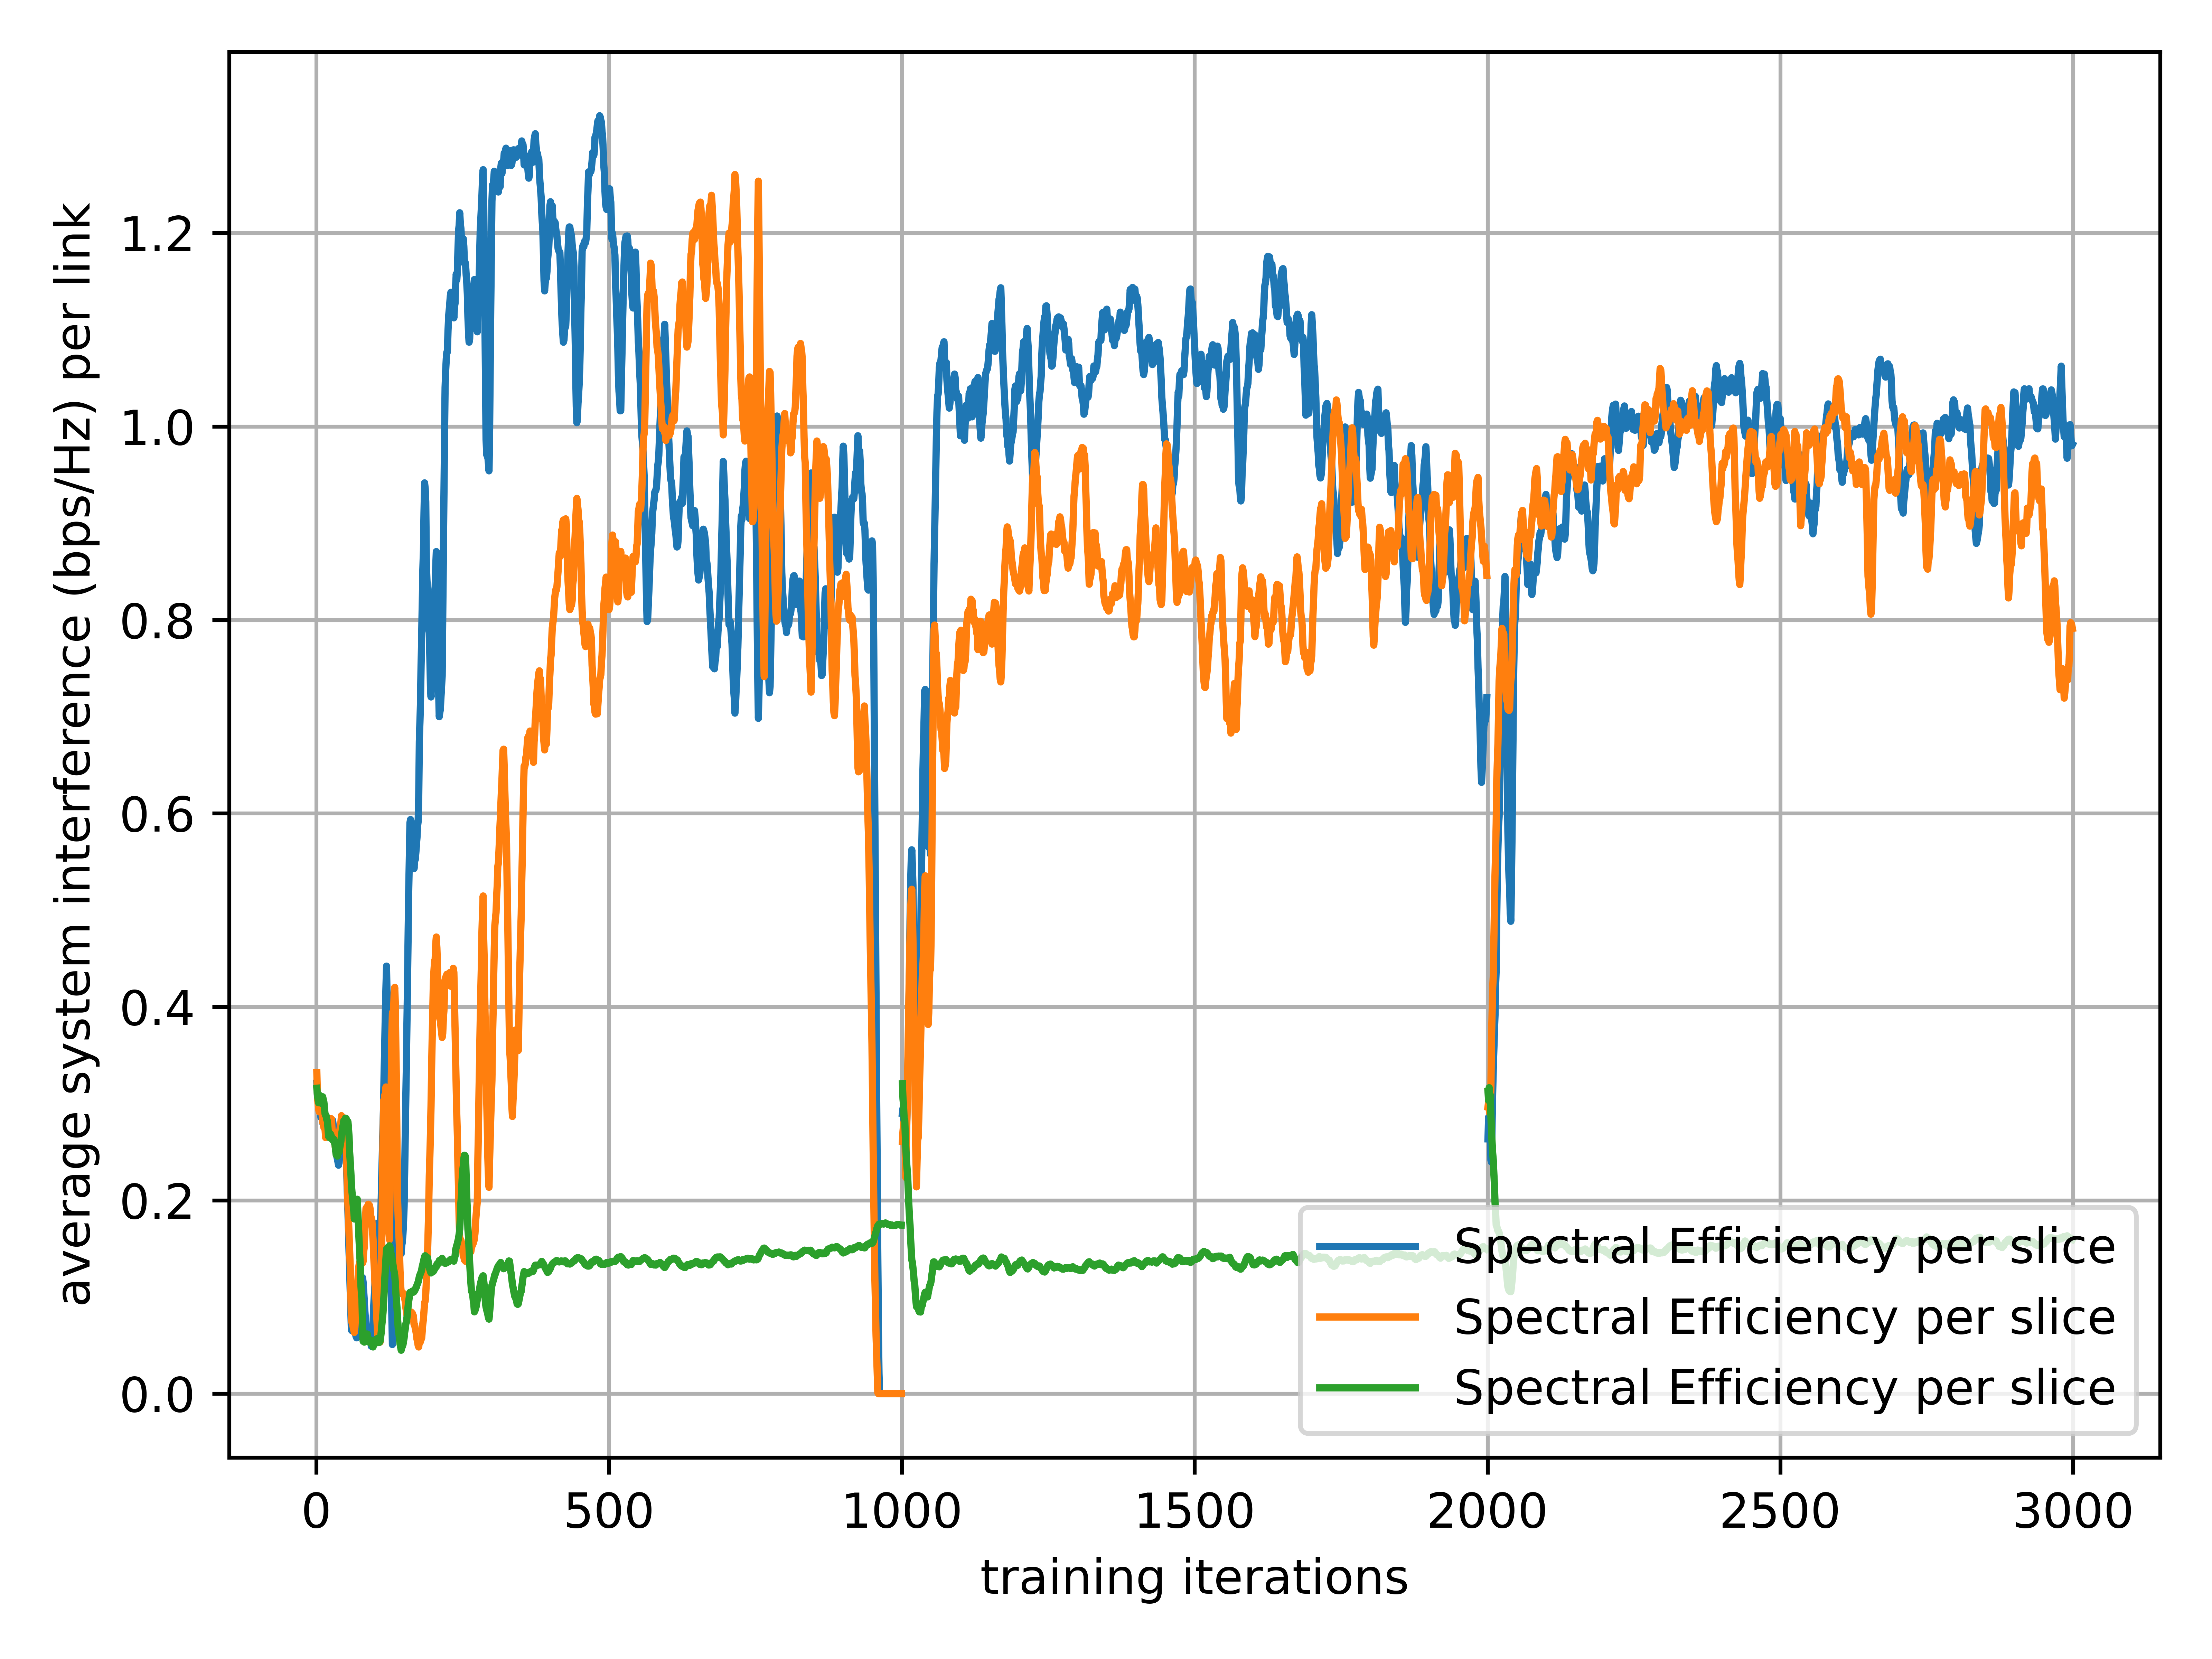 average system interference (bps/Hz) per link
1.2
1.0
0.8
0.6
0.4
0.2
0.0
Spectral Efficiency per slice
Spectral Efficiency per slice
Spectral Efficiency per slice
0 500 1000 1500 2000 2500 3000
training iterations